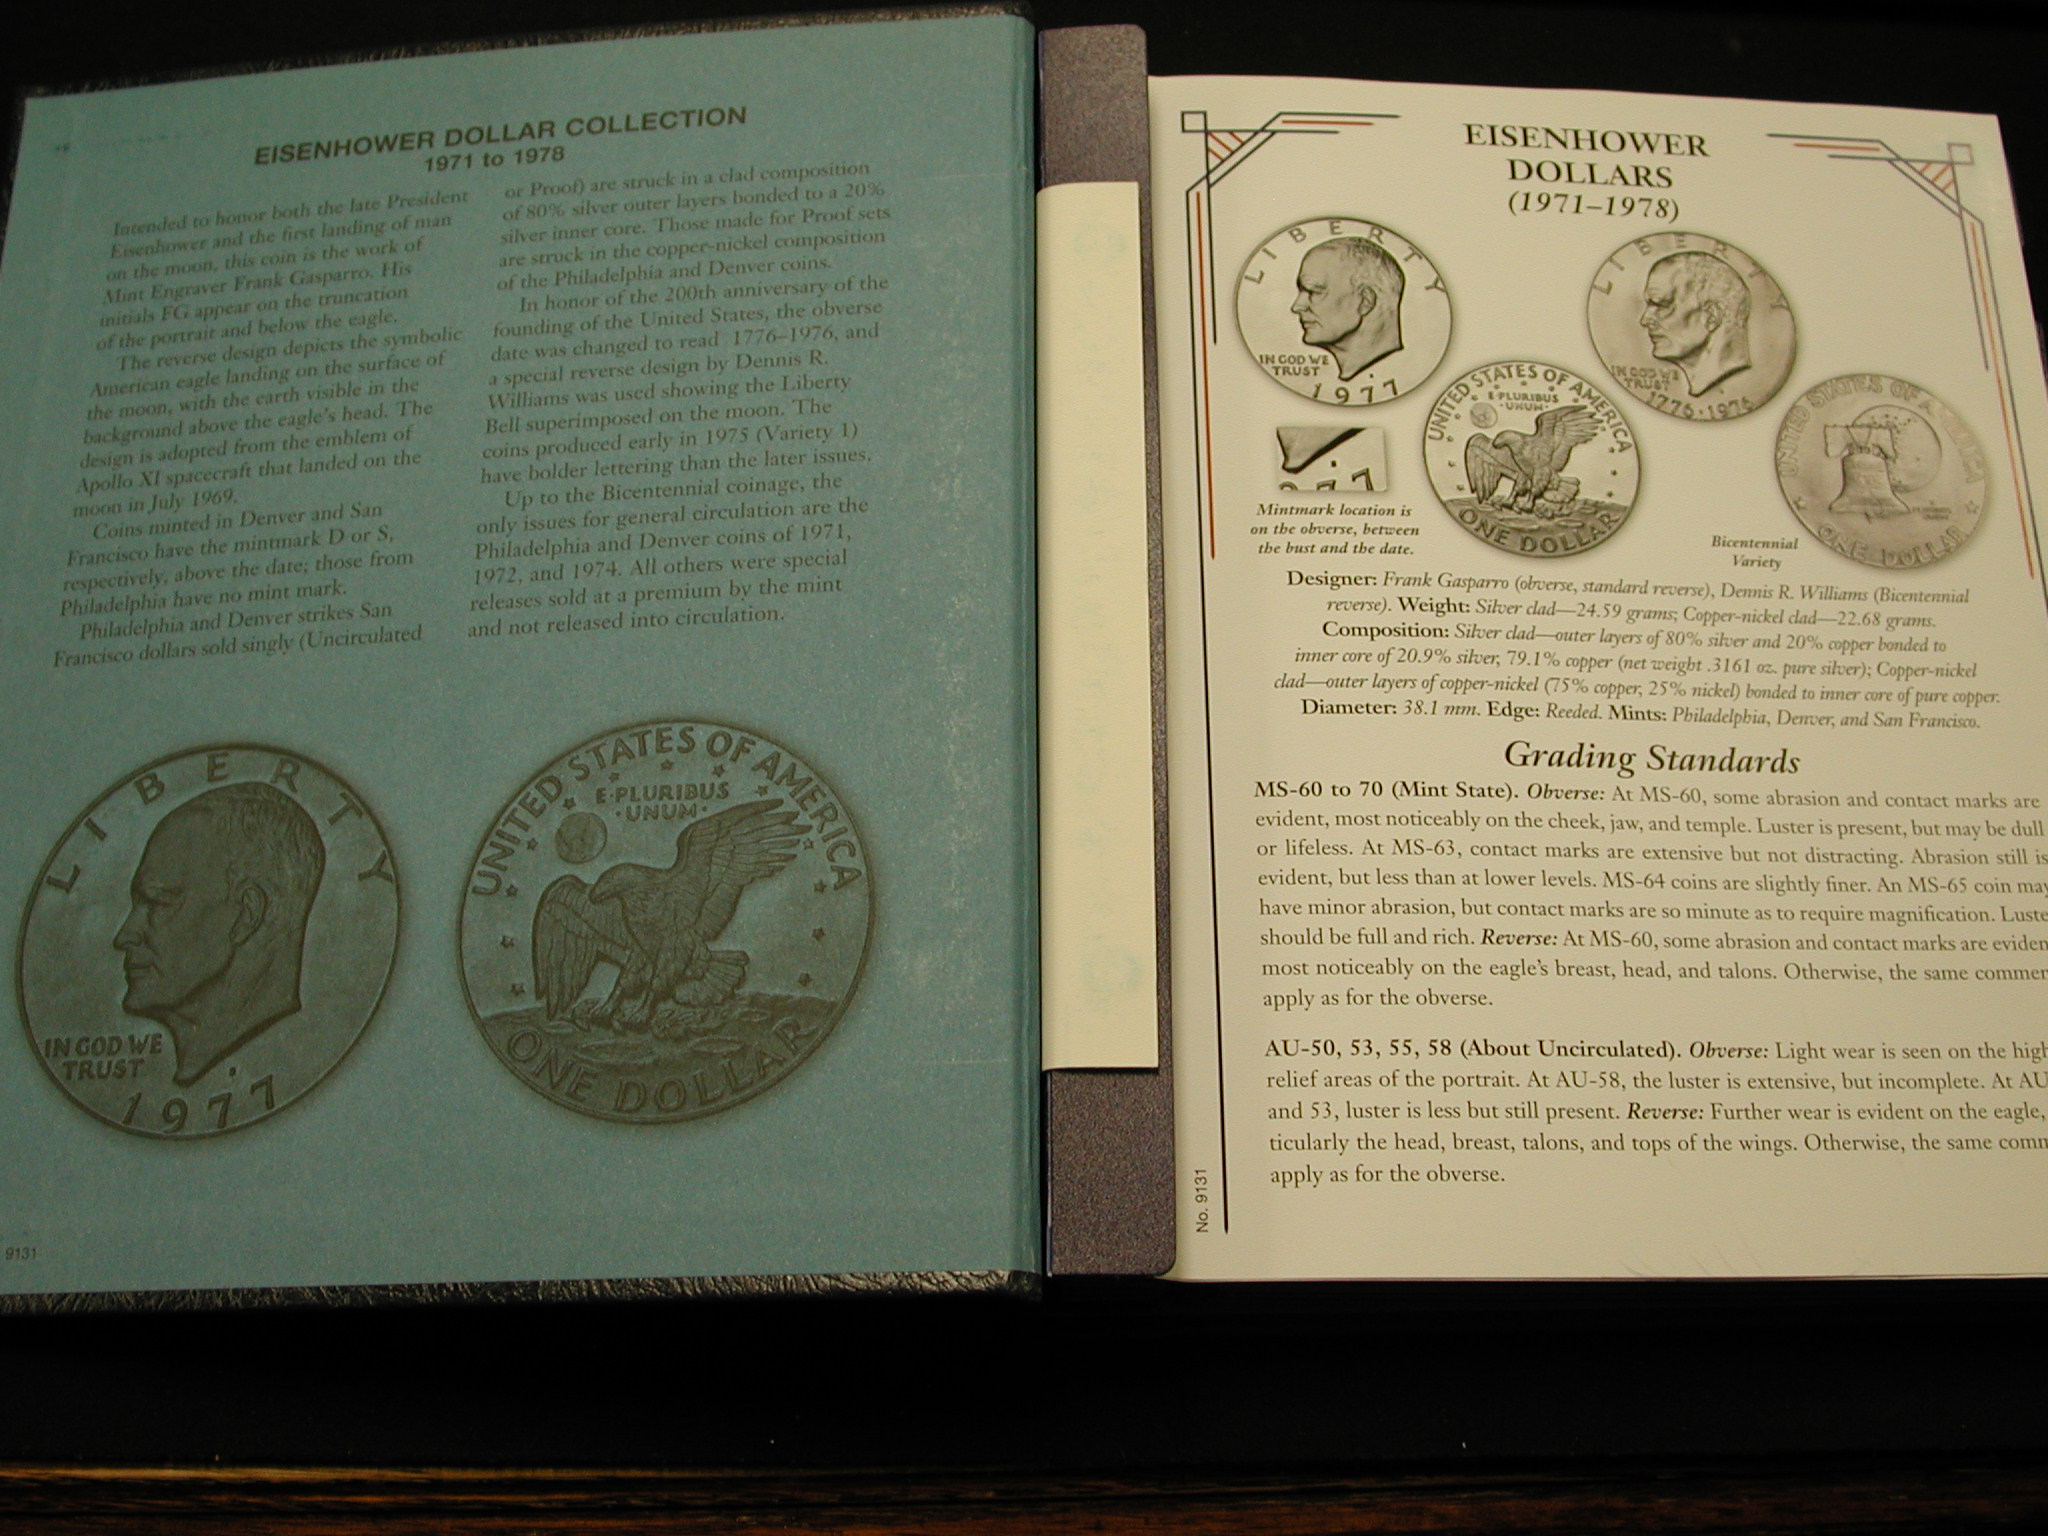 EISENHOWER DOLLAR COLLECTION
1971 to 1978
Intended to honor both the late President
Eisenhower and the first landing of man
on the moon, this coin is the work of
Mint Engraver Frank Gasparro. His
initials FG appear on the truncation
of the portrait and below the eagle.
The reverse design depicts the symbolic
American eagle landing on the surface of
the moon, with the earth visible in the
background above the eagle's head. The
design is adopted from the emblem of
Apollo XI spacecraft that landed on the
moon in July 1969.
Coins minted in Denver and San
Francisco have the mintmark D or S,
respectively, above the date; those from
Philadelphia have no mint mark.
Philadelphia and Denver strikes San
Francisco dollars sold singly (Uncirculated
or Proof) are struck in a clad composition
of 80% silver outer layers bonded to a 20%
silver inner core. Those made for Proof sets
are struck in the copper-nickel composition
of the Philadelphia and Denver coins.
In honor of the 200th anniversary of the
founding of the United States, the obverse
date was changed to read 1776–1976, and
a special reverse design by Dennis R.
Williams was used showing the Liberty
Bell superimposed on the moon. The
coins produced early in 1975 (Variety 1)
have bolder lettering than the later issues.
Up to the Bicentennial coinage, the
only issues for general circulation are the
Philadelphia and Denver coins of 1971,
1972, and 1974. All others were special
releases sold at a premium by the mint
and not released into circulation.
LIBERTY
IN GOD WE
TRUST
1977
UNITED STATES OF AMERICA
E·PLURIBUS
·UNUM·
ONE DOLLAR
9131
EISENHOWER
DOLLARS
(1971–1978)
LIBERTY
IN GOD WE
TRUST
1977
UNITED STATES OF AMERICA
E·PLURIBUS
·UNUM·
ONE DOLLAR
LIBERTY
IN GOD WE
TRUST
1776·1976
UNITED STATES OF AMERICA
ONE DOLLAR
Mintmark location is
on the obverse, between
the bust and the date.
Bicentennial
Variety
Designer: Frank Gasparro (obverse, standard reverse), Dennis R. Williams (Bicentennial
reverse). Weight: Silver clad—24.59 grams; Copper-nickel clad—22.68 grams.
Composition: Silver clad—outer layers of 80% silver and 20% copper bonded to
inner core of 20.9% silver, 79.1% copper (net weight .3161 oz. pure silver); Copper-nickel
clad—outer layers of copper-nickel (75% copper, 25% nickel) bonded to inner core of pure copper.
Diameter: 38.1 mm. Edge: Reeded. Mints: Philadelphia, Denver, and San Francisco.
Grading Standards
MS-60 to 70 (Mint State). Obverse: At MS-60, some abrasion and contact marks are
evident, most noticeably on the cheek, jaw, and temple. Luster is present, but may be dull
or lifeless. At MS-63, contact marks are extensive but not distracting. Abrasion still is
evident, but less than at lower levels. MS-64 coins are slightly finer. An MS-65 coin may
have minor abrasion, but contact marks are so minute as to require magnification. Luste
should be full and rich. Reverse: At MS-60, some abrasion and contact marks are eviden
most noticeably on the eagle's breast, head, and talons. Otherwise, the same commen
apply as for the obverse.
AU-50, 53, 55, 58 (About Uncirculated). Obverse: Light wear is seen on the high
relief areas of the portrait. At AU-58, the luster is extensive, but incomplete. At AU
and 53, luster is less but still present. Reverse: Further wear is evident on the eagle,
ticularly the head, breast, talons, and tops of the wings. Otherwise, the same comm
apply as for the obverse.
No. 9131